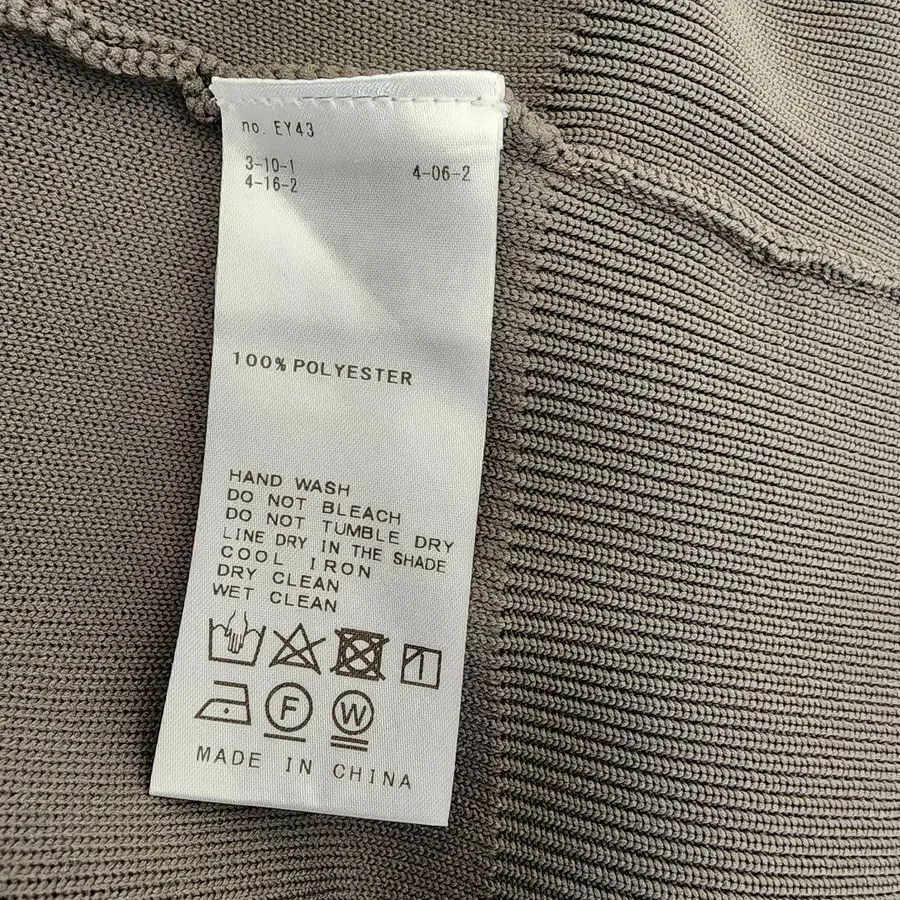 no. EY43
3-10-1 4-06-2
4-16-2
100% POLYESTER
HAND WASH
DO NOT BLEACH
DO NOT TUMBLE DRY
LINE DRY IN THE SHADE
COOL IRON
DRY CLEAN
WET CLEAN
F W
MADE IN CHINA